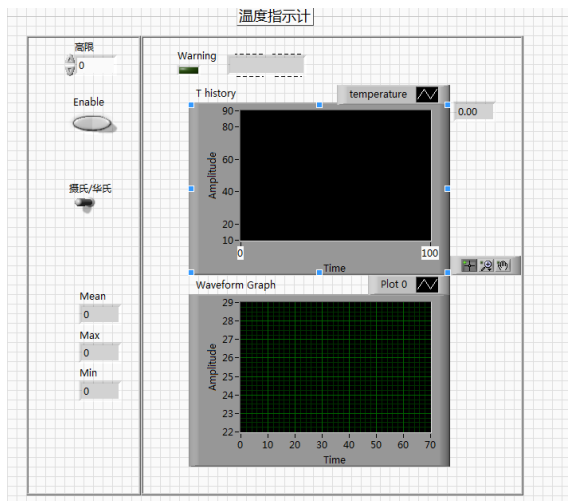 温度指示计
高限
0
Enable
摄氏/华氏
Mean
0
Max
0
Min
0
Warning
T history
temperature
0.00
90
80
60
40
20
10
Amplitude
0
100
Time
Waveform Graph
Plot 0
29
28
27
26
25
24
23
22
Amplitude
0 10 20 30 40 50 60 70
Time